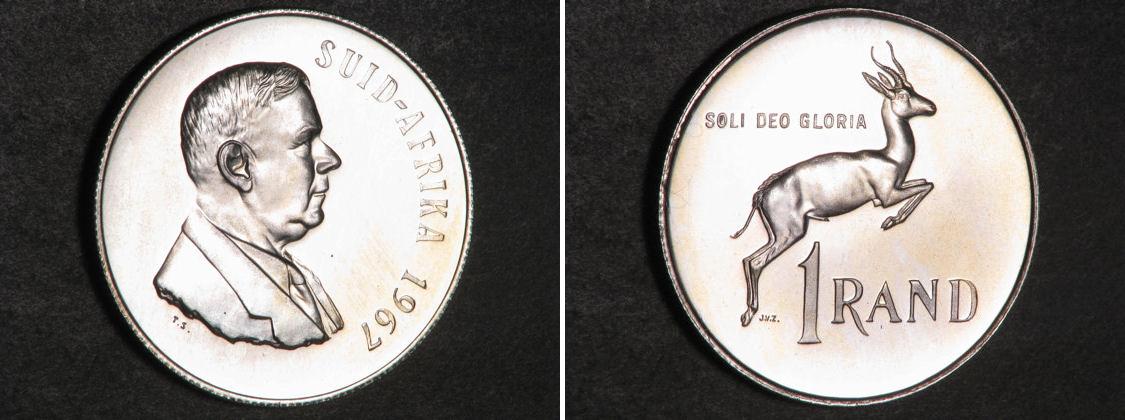 SUID-AFRIKA 1967
T.S.
SOLI DEO GLORIA
J.V.Z.
1 RAND